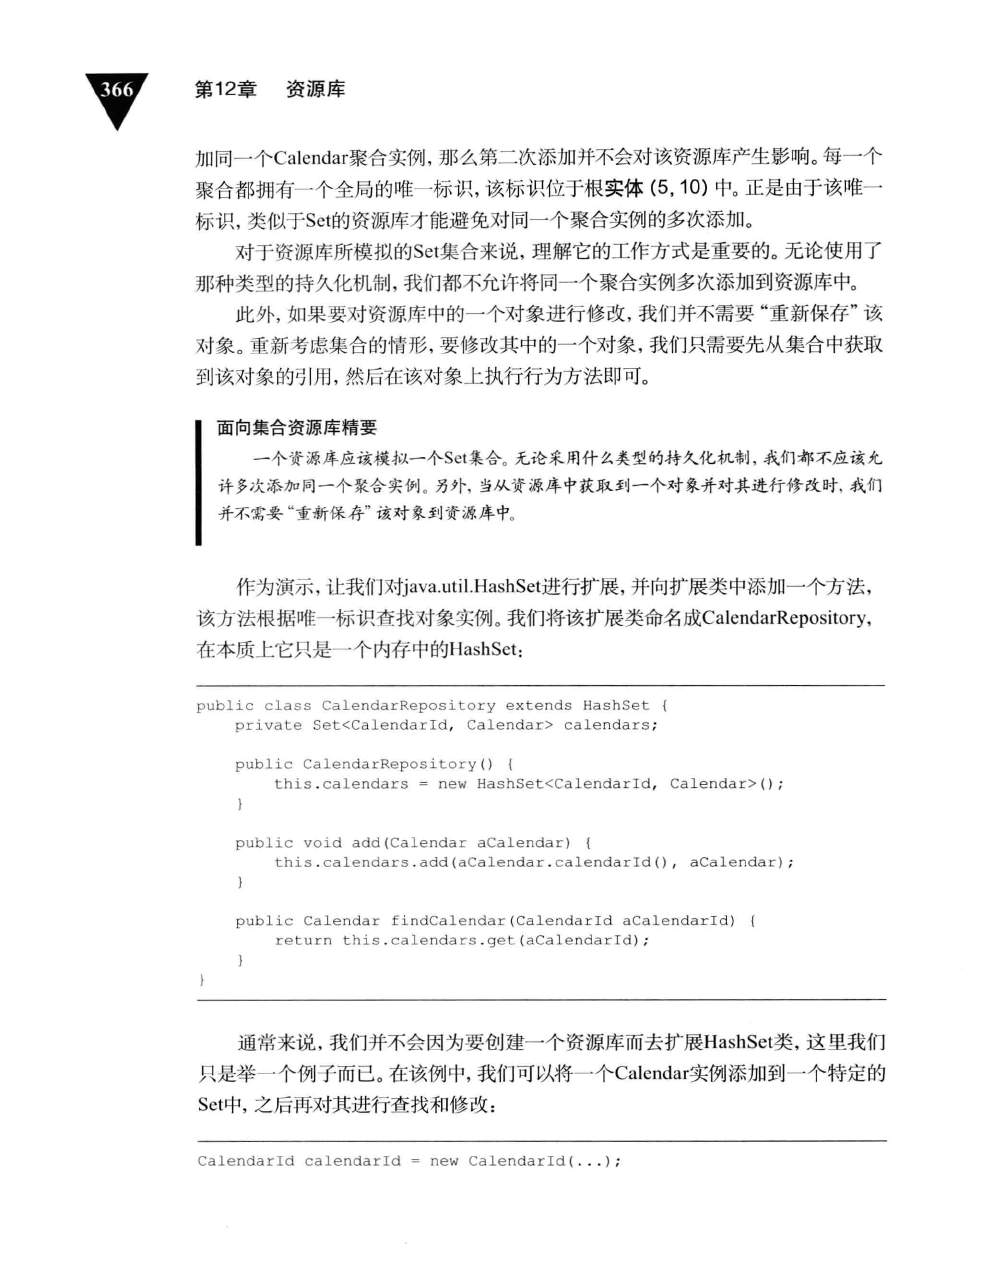 366
第12章 资源库
加同一个Calendar聚合实例, 那么第二次添加并不会对该资源库产生影响。每一个
聚合都拥有一个全局的唯一标识, 该标识位于根实体 (5, 10) 中。正是由于该唯一
标识, 类似于Set的资源库才能避免对同一个聚合实例的多次添加。
对于资源库所模拟的Set集合来说, 理解它的工作方式是重要的。无论使用了
那种类型的持久化机制, 我们都不允许将同一个聚合实例多次添加到资源库中。
此外, 如果要对资源库中的一个对象进行修改, 我们并不需要 “重新保存” 该
对象。重新考虑集合的情形, 要修改其中的一个对象, 我们只需要先从集合中获取
到该对象的引用, 然后在该对象上执行行为方法即可。
面向集合资源库精要
一个资源库应该模拟一个Set集合。无论采用什么类型的持久化机制, 我们都不应该允
许多次添加同一个聚合实例。另外, 当从资源库中获取到一个对象并对其进行修改时, 我们
并不需要 “重新保存” 该对象到资源库中。
作为演示, 让我们对java.util.HashSet进行扩展, 并向扩展类中添加一个方法,
该方法根据唯一标识查找对象实例。我们将该扩展类命名成CalendarRepository,
在本质上它只是一个内存中的HashSet:
public class CalendarRepository extends HashSet {
    private Set<CalendarId, Calendar> calendars;
    public CalendarRepository() {
        this.calendars = new HashSet<CalendarId, Calendar>();
    }
    public void add(Calendar aCalendar) {
        this.calendars.add(aCalendar.calendarId(), aCalendar);
    }
    public Calendar findCalendar(CalendarId aCalendarId) {
        return this.calendars.get(aCalendarId);
    }
}
通常来说, 我们并不会因为要创建一个资源库而去扩展HashSet类, 这里我们
只是举一个例子而已。在该例中, 我们可以将一个Calendar实例添加到一个特定的
Set中, 之后再对其进行查找和修改:
CalendarId calendarId = new CalendarId(...);